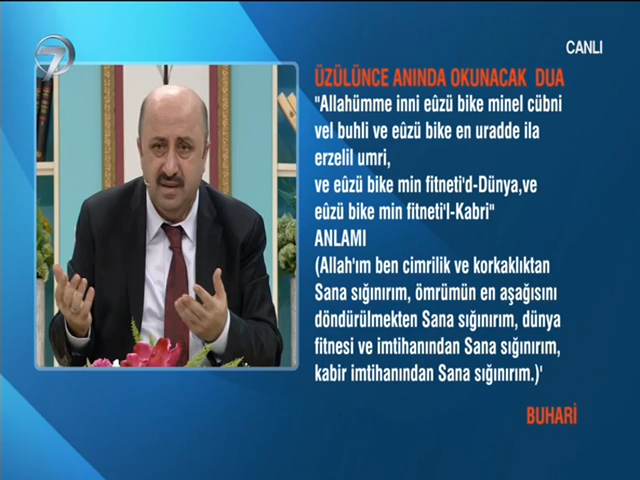 7
CANLI
ÜZÜLÜNCE ANINDA OKUNACAK DUA
"Allahümme inni eûzü bike minel cübni
vel buhli ve eûzü bike en uradde ila
erzelil umri,
ve eûzü bike min fitneti'd-Dünya,ve
eûzü bike min fitneti'l-Kabri"
ANLAMI
(Allah'ım ben cimrilik ve korkaklıktan
Sana sığınırım, ömrümün en aşağısını
döndürülmekten Sana sığınırım, dünya
fitnesi ve imtihanından Sana sığınırım,
kabir imtihanından Sana sığınırım.)'
BUHARİ